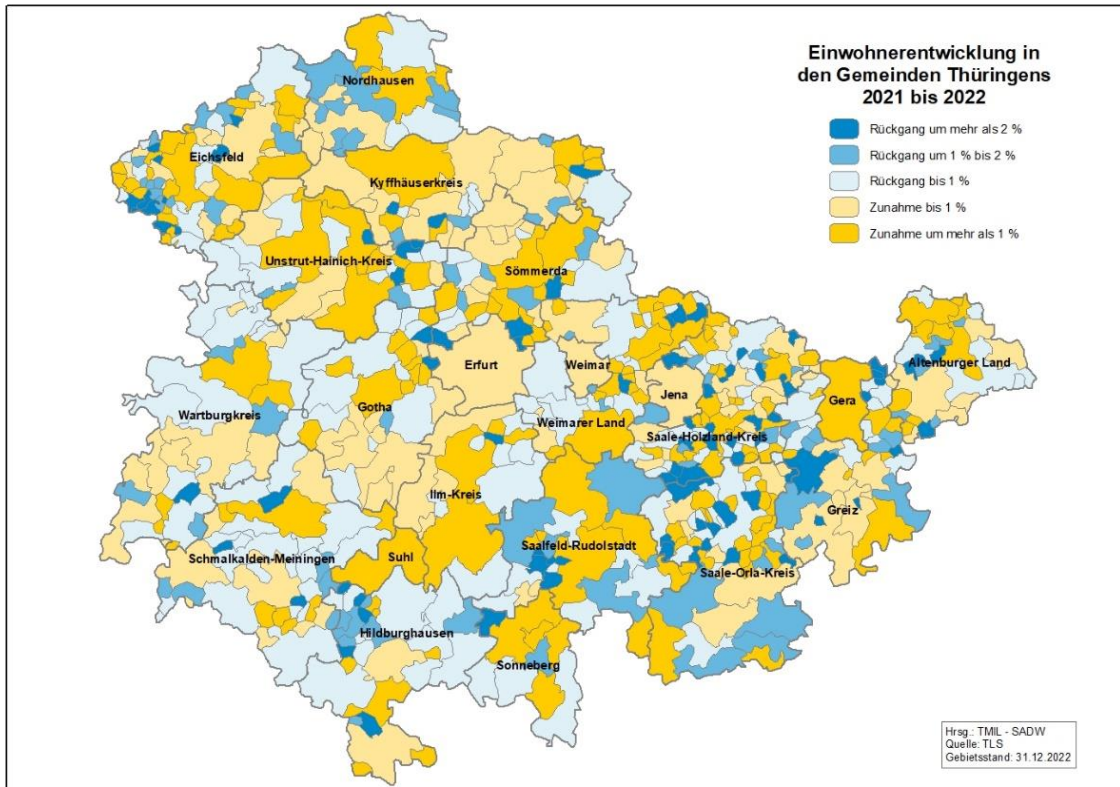 Einwohnerentwicklung in
den Gemeinden Thüringens
2021 bis 2022
Rückgang um mehr als 2 %
Rückgang um 1 % bis 2 %
Rückgang bis 1 %
Zunahme bis 1 %
Zunahme um mehr als 1 %
Nordhausen
Eichsfeld
Kyffhäuserkreis
Unstrut-Hainich-Kreis
Sömmerda
Erfurt
Weimar
Jena
Gera
Altenburger Land
Wartburgkreis
Gotha
Weimarer Land
Saale-Holzland-Kreis
Ilm-Kreis
Greiz
Schmalkalden-Meiningen
Suhl
Saalfeld-Rudolstadt
Saale-Orla-Kreis
Hildburghausen
Sonneberg
Hrsg.: TMIL - SADW
Quelle: TLS
Gebietsstand: 31.12.2022